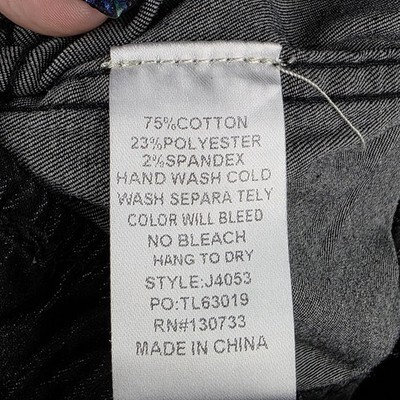 75%COTTON
23%POLYESTER
2%SPANDEX
HAND WASH COLD
WASH SEPARA TELY
COLOR WILL BLEED
NO BLEACH
HANG TO DRY
STYLE:J4053
PO:TL63019
RN#130733
MADE IN CHINA